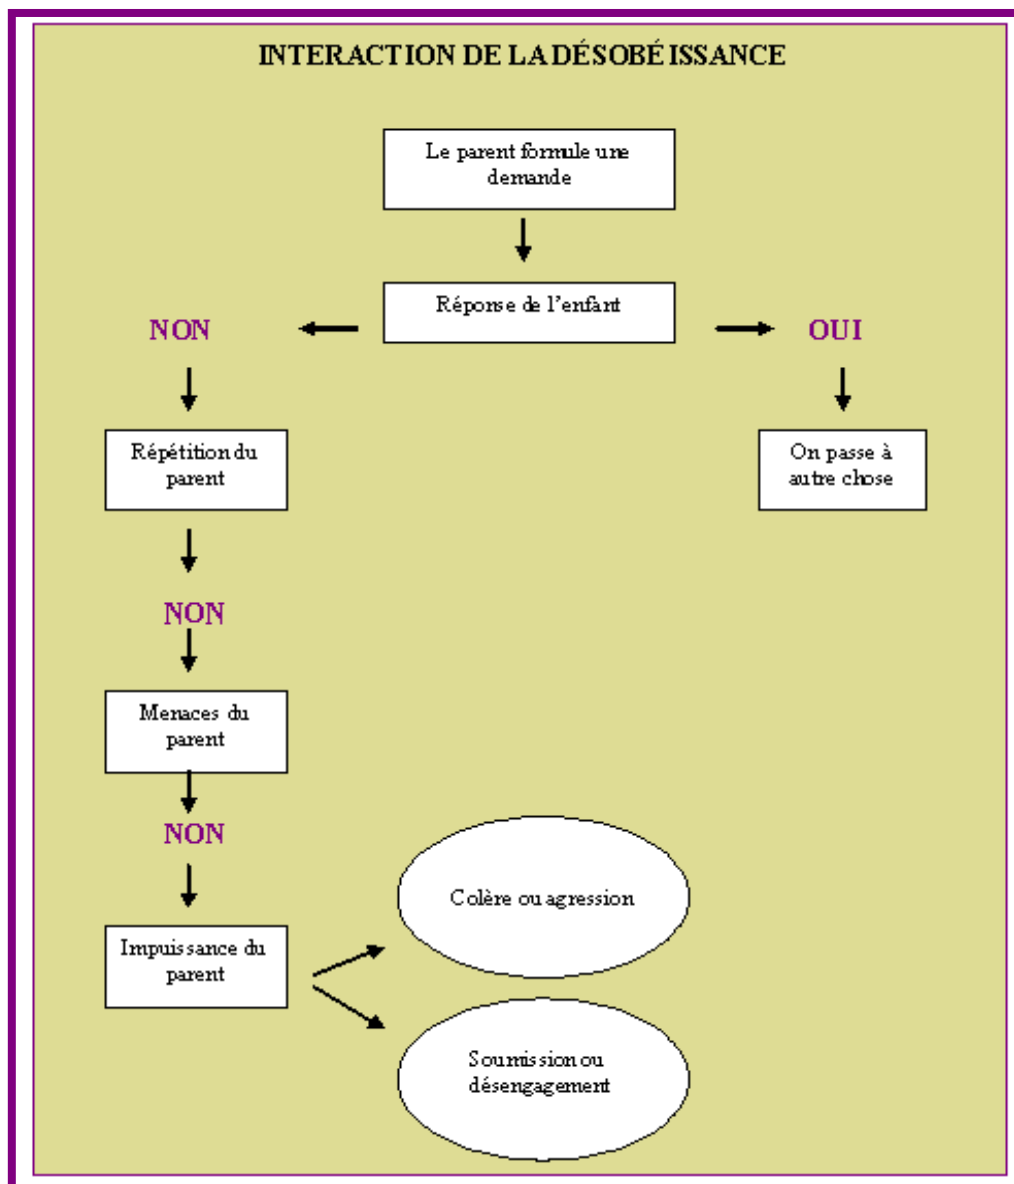 INTERACTION DE LA DÉSOBÉISSANCE
Le parent formule une
demande
Réponse de l'enfant
NON
OUI
Répétition du
parent
On passe à
autre chose
NON
Menaces du
parent
NON
Colère ou agression
Impuissance du
parent
Soumission ou
désengagement